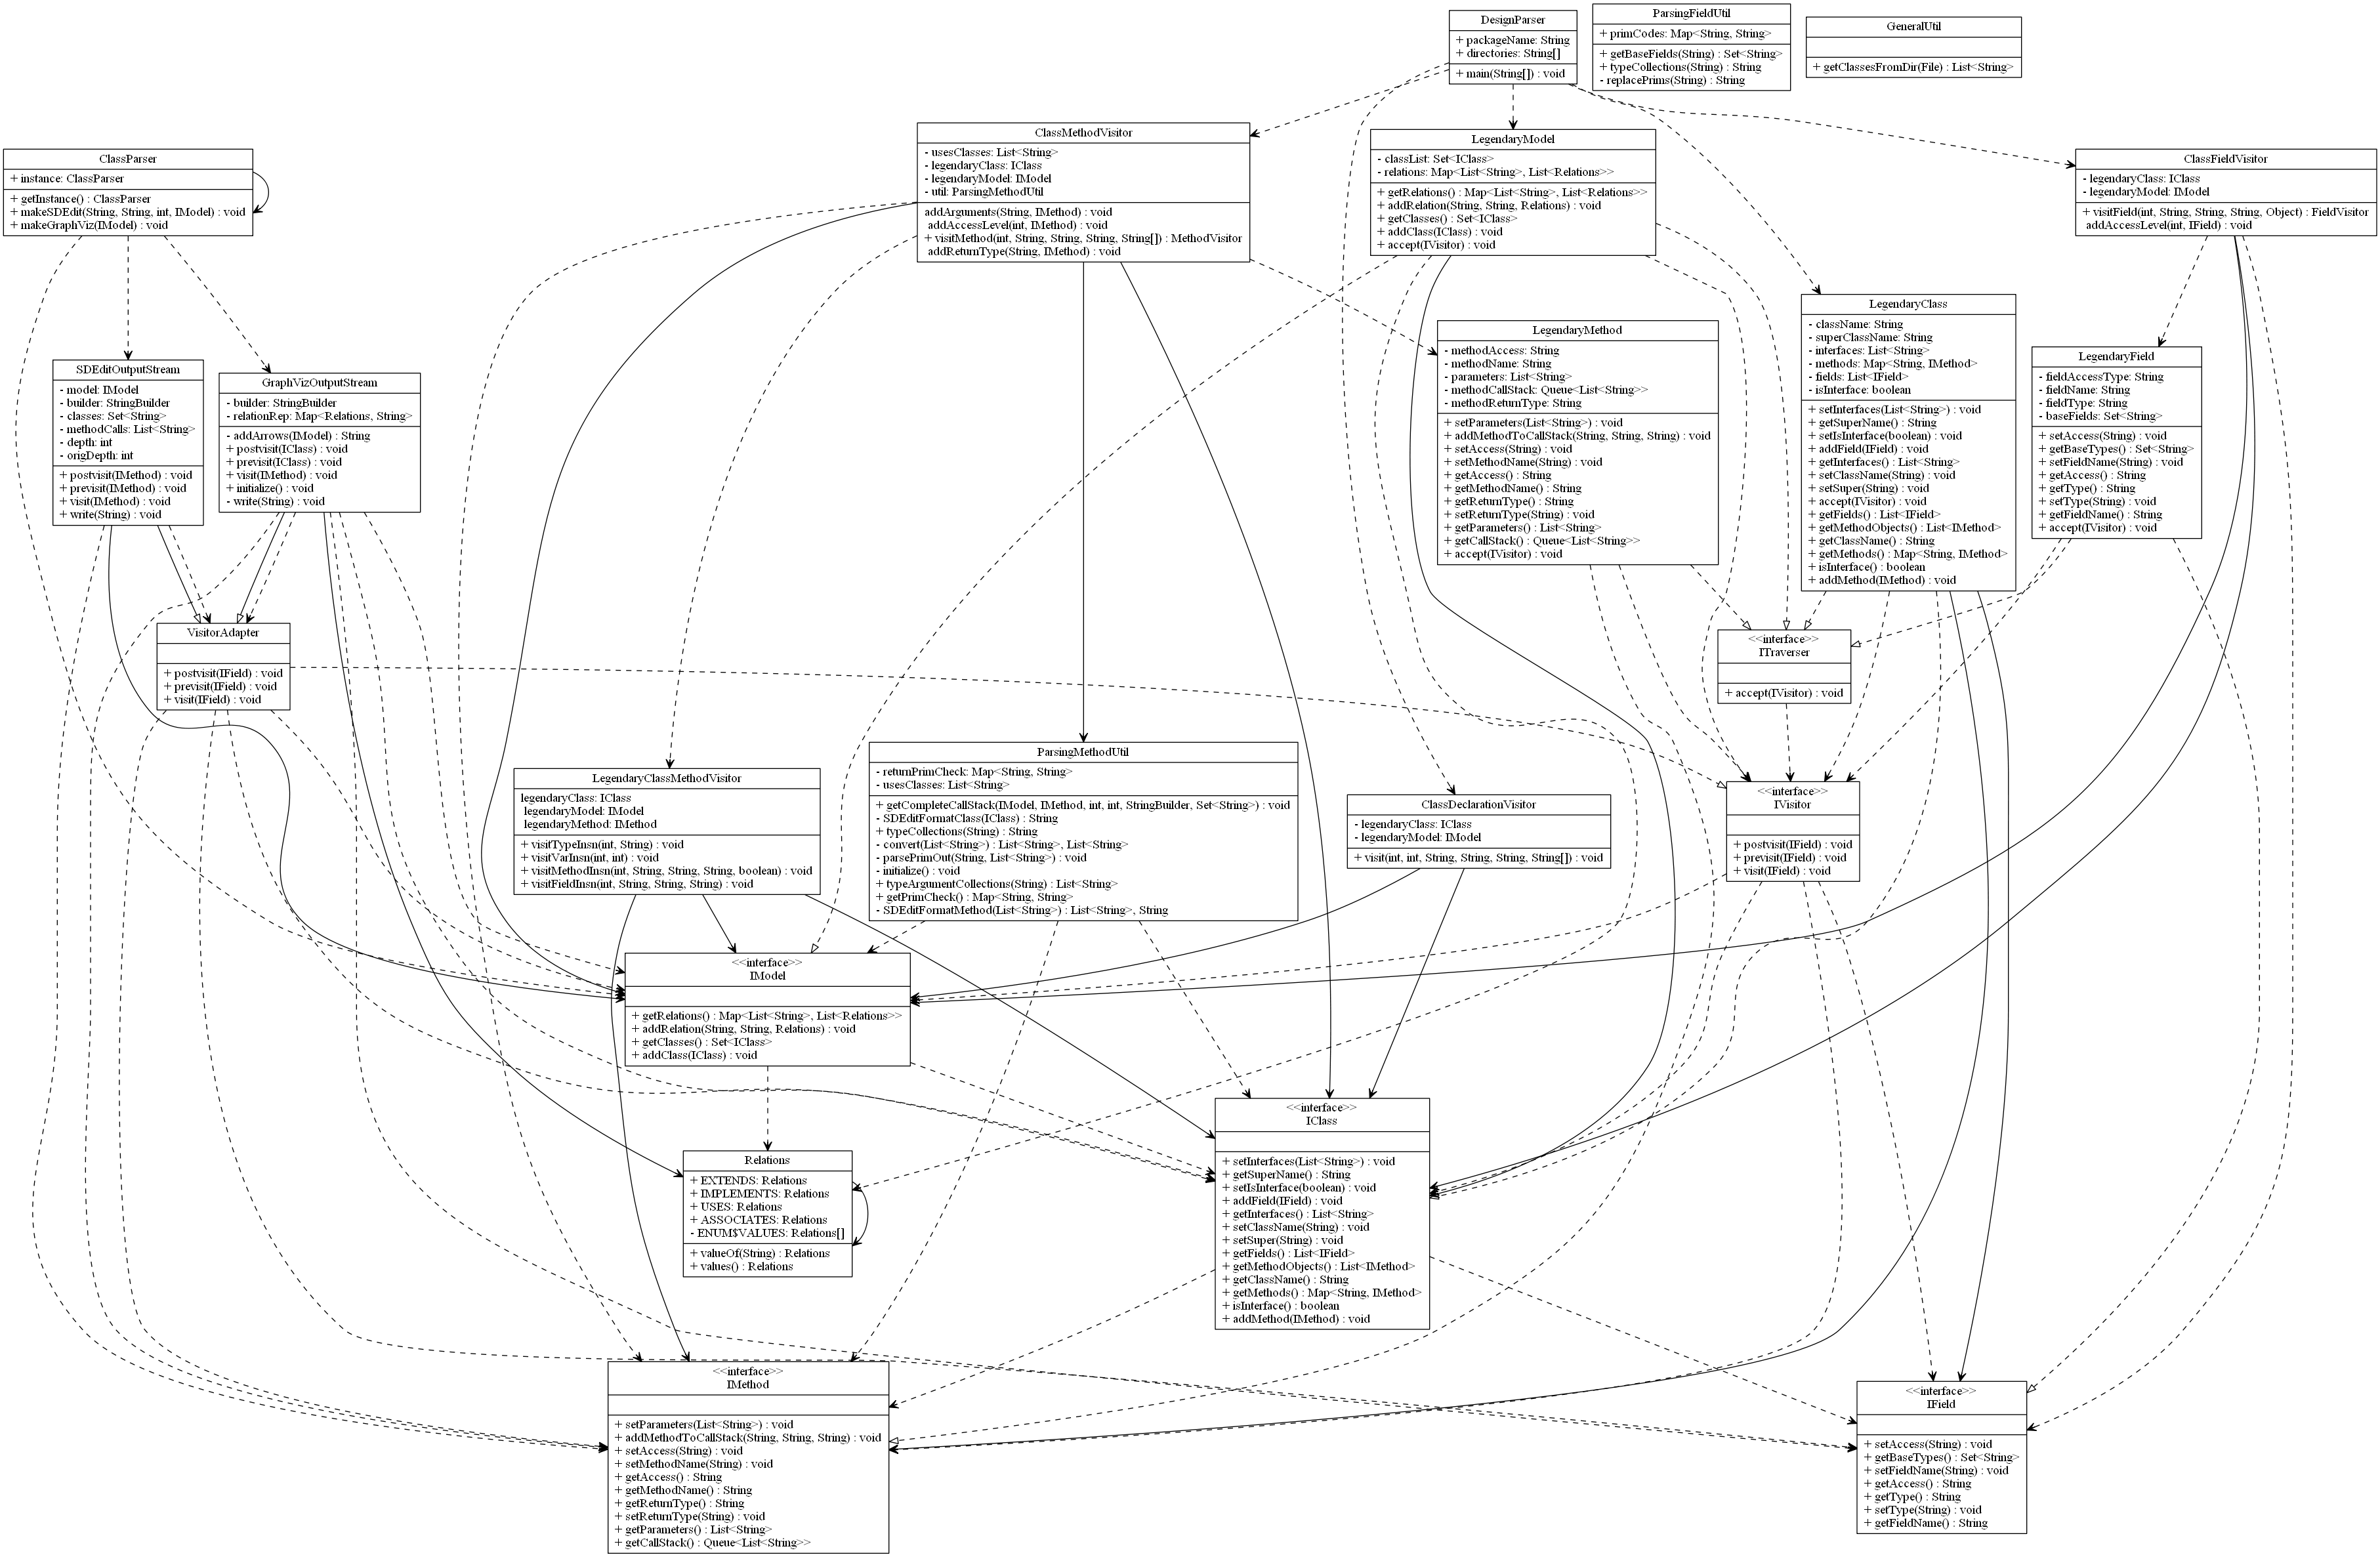 DesignParser
+ packageName: String
+ directories: String[]
+ main(String[]) : void
ParsingFieldUtil
+ primCodes: Map<String, String>
+ getBaseFields(String) : Set<String>
+ typeCollections(String) : String
- replacePrims(String) : String
GeneralUtil
+ getClassesFromDir(File) : List<String>
ClassParser
+ instance: ClassParser
+ getInstance() : ClassParser
+ makeSDEdit(String, String, int, IModel) : void
+ makeGraphViz(IModel) : void
ClassMethodVisitor
- usesClasses: List<String>
- legendaryClass: IClass
- legendaryModel: IModel
- util: ParsingMethodUtil
addArguments(String, IMethod) : void
addAccessLevel(int, IMethod) : void
+ visitMethod(int, String, String, String, String[]) : MethodVisitor
addReturnType(String, IMethod) : void
LegendaryModel
- classList: Set<IClass>
- relations: Map<List<String>, List<Relations>>
+ getRelations() : Map<List<String>, List<Relations>>
+ addRelation(String, String, Relations) : void
+ getClasses() : Set<IClass>
+ addClass(IClass) : void
+ accept(IVisitor) : void
ClassFieldVisitor
- legendaryClass: IClass
- legendaryModel: IModel
+ visitField(int, String, String, String, Object) : FieldVisitor
addAccessLevel(int, IField) : void
SDEditOutputStream
- model: IModel
- builder: StringBuilder
- classes: Set<String>
- methodCalls: List<String>
- depth: int
- origDepth: int
+ postvisit(IMethod) : void
+ previsit(IMethod) : void
+ visit(IMethod) : void
+ write(String) : void
GraphVizOutputStream
- builder: StringBuilder
- relationRep: Map<Relations, String>
- addArrows(IModel) : String
+ postvisit(IClass) : void
+ previsit(IClass) : void
+ visit(IMethod) : void
+ initialize() : void
- write(String) : void
LegendaryMethod
- methodAccess: String
- methodName: String
- parameters: List<String>
- methodCallStack: Queue<List<String>>
- methodReturnType: String
+ setParameters(List<String>) : void
+ addMethodToCallStack(String, String, String) : void
+ setAccess(String) : void
+ setMethodName(String) : void
+ getAccess() : String
+ getMethodName() : String
+ getReturnType() : String
+ setReturnType(String) : void
+ getParameters() : List<String>
+ getCallStack() : Queue<List<String>>
+ accept(IVisitor) : void
LegendaryClass
- className: String
- superClassName: String
- interfaces: List<String>
- methods: Map<String, IMethod>
- fields: List<IField>
- isInterface: boolean
+ setInterfaces(List<String>) : void
+ getSuperName() : String
+ setIsInterface(boolean) : void
+ addField(IField) : void
+ getInterfaces() : List<String>
+ setClassName(String) : void
+ setSuper(String) : void
+ accept(IVisitor) : void
+ getFields() : List<IField>
+ getMethodObjects() : List<IMethod>
+ getClassName() : String
+ getMethods() : Map<String, IMethod>
+ isInterface() : boolean
+ addMethod(IMethod) : void
LegendaryField
- fieldAccessType: String
- fieldName: String
- fieldType: String
- baseFields: Set<String>
+ setAccess(String) : void
+ getBaseTypes() : Set<String>
+ setFieldName(String) : void
+ getAccess() : String
+ getType() : String
+ setType(String) : void
+ getFieldName() : String
+ accept(IVisitor) : void
VisitorAdapter
+ postvisit(IField) : void
+ previsit(IField) : void
+ visit(IField) : void
<<interface>>
ITraverser
+ accept(IVisitor) : void
LegendaryClassMethodVisitor
legendaryClass: IClass
legendaryModel: IModel
legendaryMethod: IMethod
+ visitTypeInsn(int, String) : void
+ visitVarInsn(int, int) : void
+ visitMethodInsn(int, String, String, String, boolean) : void
+ visitFieldInsn(int, String, String, String) : void
ParsingMethodUtil
- returnPrimCheck: Map<String, String>
- usesClasses: List<String>
+ getCompleteCallStack(IModel, IMethod, int, int, StringBuilder, Set<String>) : void
- SDEditFormatClass(IClass) : String
+ typeCollections(String) : String
- convert(List<String>) : List<String>, List<String>
- parsePrimOut(String, List<String>) : void
- initialize() : void
+ typeArgumentCollections(String) : List<String>
+ getPrimCheck() : Map<String, String>
- SDEditFormatMethod(List<String>) : List<String>, String
ClassDeclarationVisitor
- legendaryClass: IClass
- legendaryModel: IModel
+ visit(int, int, String, String, String, String[]) : void
<<interface>>
IVisitor
+ postvisit(IField) : void
+ previsit(IField) : void
+ visit(IField) : void
<<interface>>
IModel
+ getRelations() : Map<List<String>, List<Relations>>
+ addRelation(String, String, Relations) : void
+ getClasses() : Set<IClass>
+ addClass(IClass) : void
Relations
+ EXTENDS: Relations
+ IMPLEMENTS: Relations
+ USES: Relations
+ ASSOCIATES: Relations
- ENUM$VALUES: Relations[]
+ valueOf(String) : Relations
+ values() : Relations
<<interface>>
IClass
+ setInterfaces(List<String>) : void
+ getSuperName() : String
+ setIsInterface(boolean) : void
+ addField(IField) : void
+ getInterfaces() : List<String>
+ setClassName(String) : void
+ setSuper(String) : void
+ getFields() : List<IField>
+ getMethodObjects() : List<IMethod>
+ getClassName() : String
+ getMethods() : Map<String, IMethod>
+ isInterface() : boolean
+ addMethod(IMethod) : void
<<interface>>
IMethod
+ setParameters(List<String>) : void
+ addMethodToCallStack(String, String, String) : void
+ setAccess(String) : void
+ setMethodName(String) : void
+ getAccess() : String
+ getMethodName() : String
+ getReturnType() : String
+ setReturnType(String) : void
+ getParameters() : List<String>
+ getCallStack() : Queue<List<String>>
<<interface>>
IField
+ setAccess(String) : void
+ getBaseTypes() : Set<String>
+ setFieldName(String) : void
+ getAccess() : String
+ getType() : String
+ setType(String) : void
+ getFieldName() : String